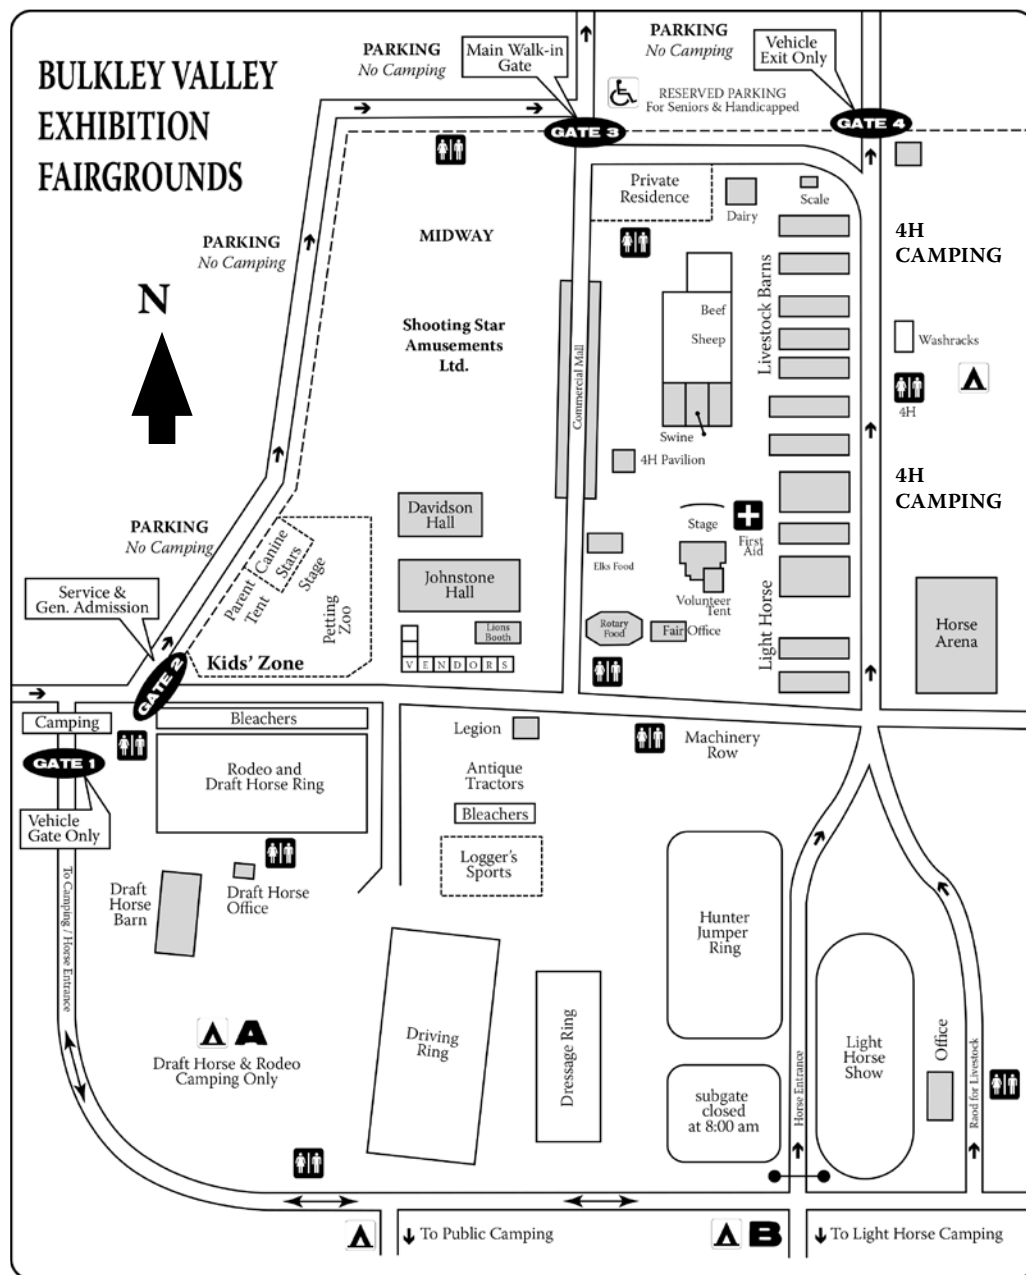 BULKLEY VALLEY
EXHIBITION
FAIRGROUNDS
PARKING
No Camping
Main Walk-in
Gate
PARKING
No Camping
Vehicle
Exit Only
RESERVED PARKING
For Seniors & Handicapped
GATE 3
GATE 4
Private
Residence
Dairy
Scale
PARKING
No Camping
MIDWAY
4H
CAMPING
N
Shooting Star
Amusements
Ltd.
Commercial Mall
Beef
Sheep
Swine
Livestock Barns
Washracks
4H
4H Pavilion
4H
CAMPING
PARKING
No Camping
Davidson
Hall
Stage
First
Aid
Canine
Stars
Stage
Parent
Tent
Petting
Zoo
Kids' Zone
Johnstone
Hall
Elks Food
Volunteer
Tent
Service &
Gen. Admission
Lions
Booth
Rotary
Food
Fair Office
Light Horse
Horse
Arena
VENDORS
GATE 2
Camping
Bleachers
GATE 1
Vehicle
Gate Only
Rodeo and
Draft Horse Ring
Legion
Antique
Tractors
Bleachers
Logger's
Sports
Machinery
Row
Draft
Horse
Barn
Draft Horse
Office
To Camping / Horse Entrance
Hunter
Jumper
Ring
A
Draft Horse & Rodeo
Camping Only
Driving
Ring
Dressage Ring
subgate
closed
at 8:00 am
Horse Entrance
Light
Horse
Show
Office
Raod for Livestock
To Public Camping
B
To Light Horse Camping